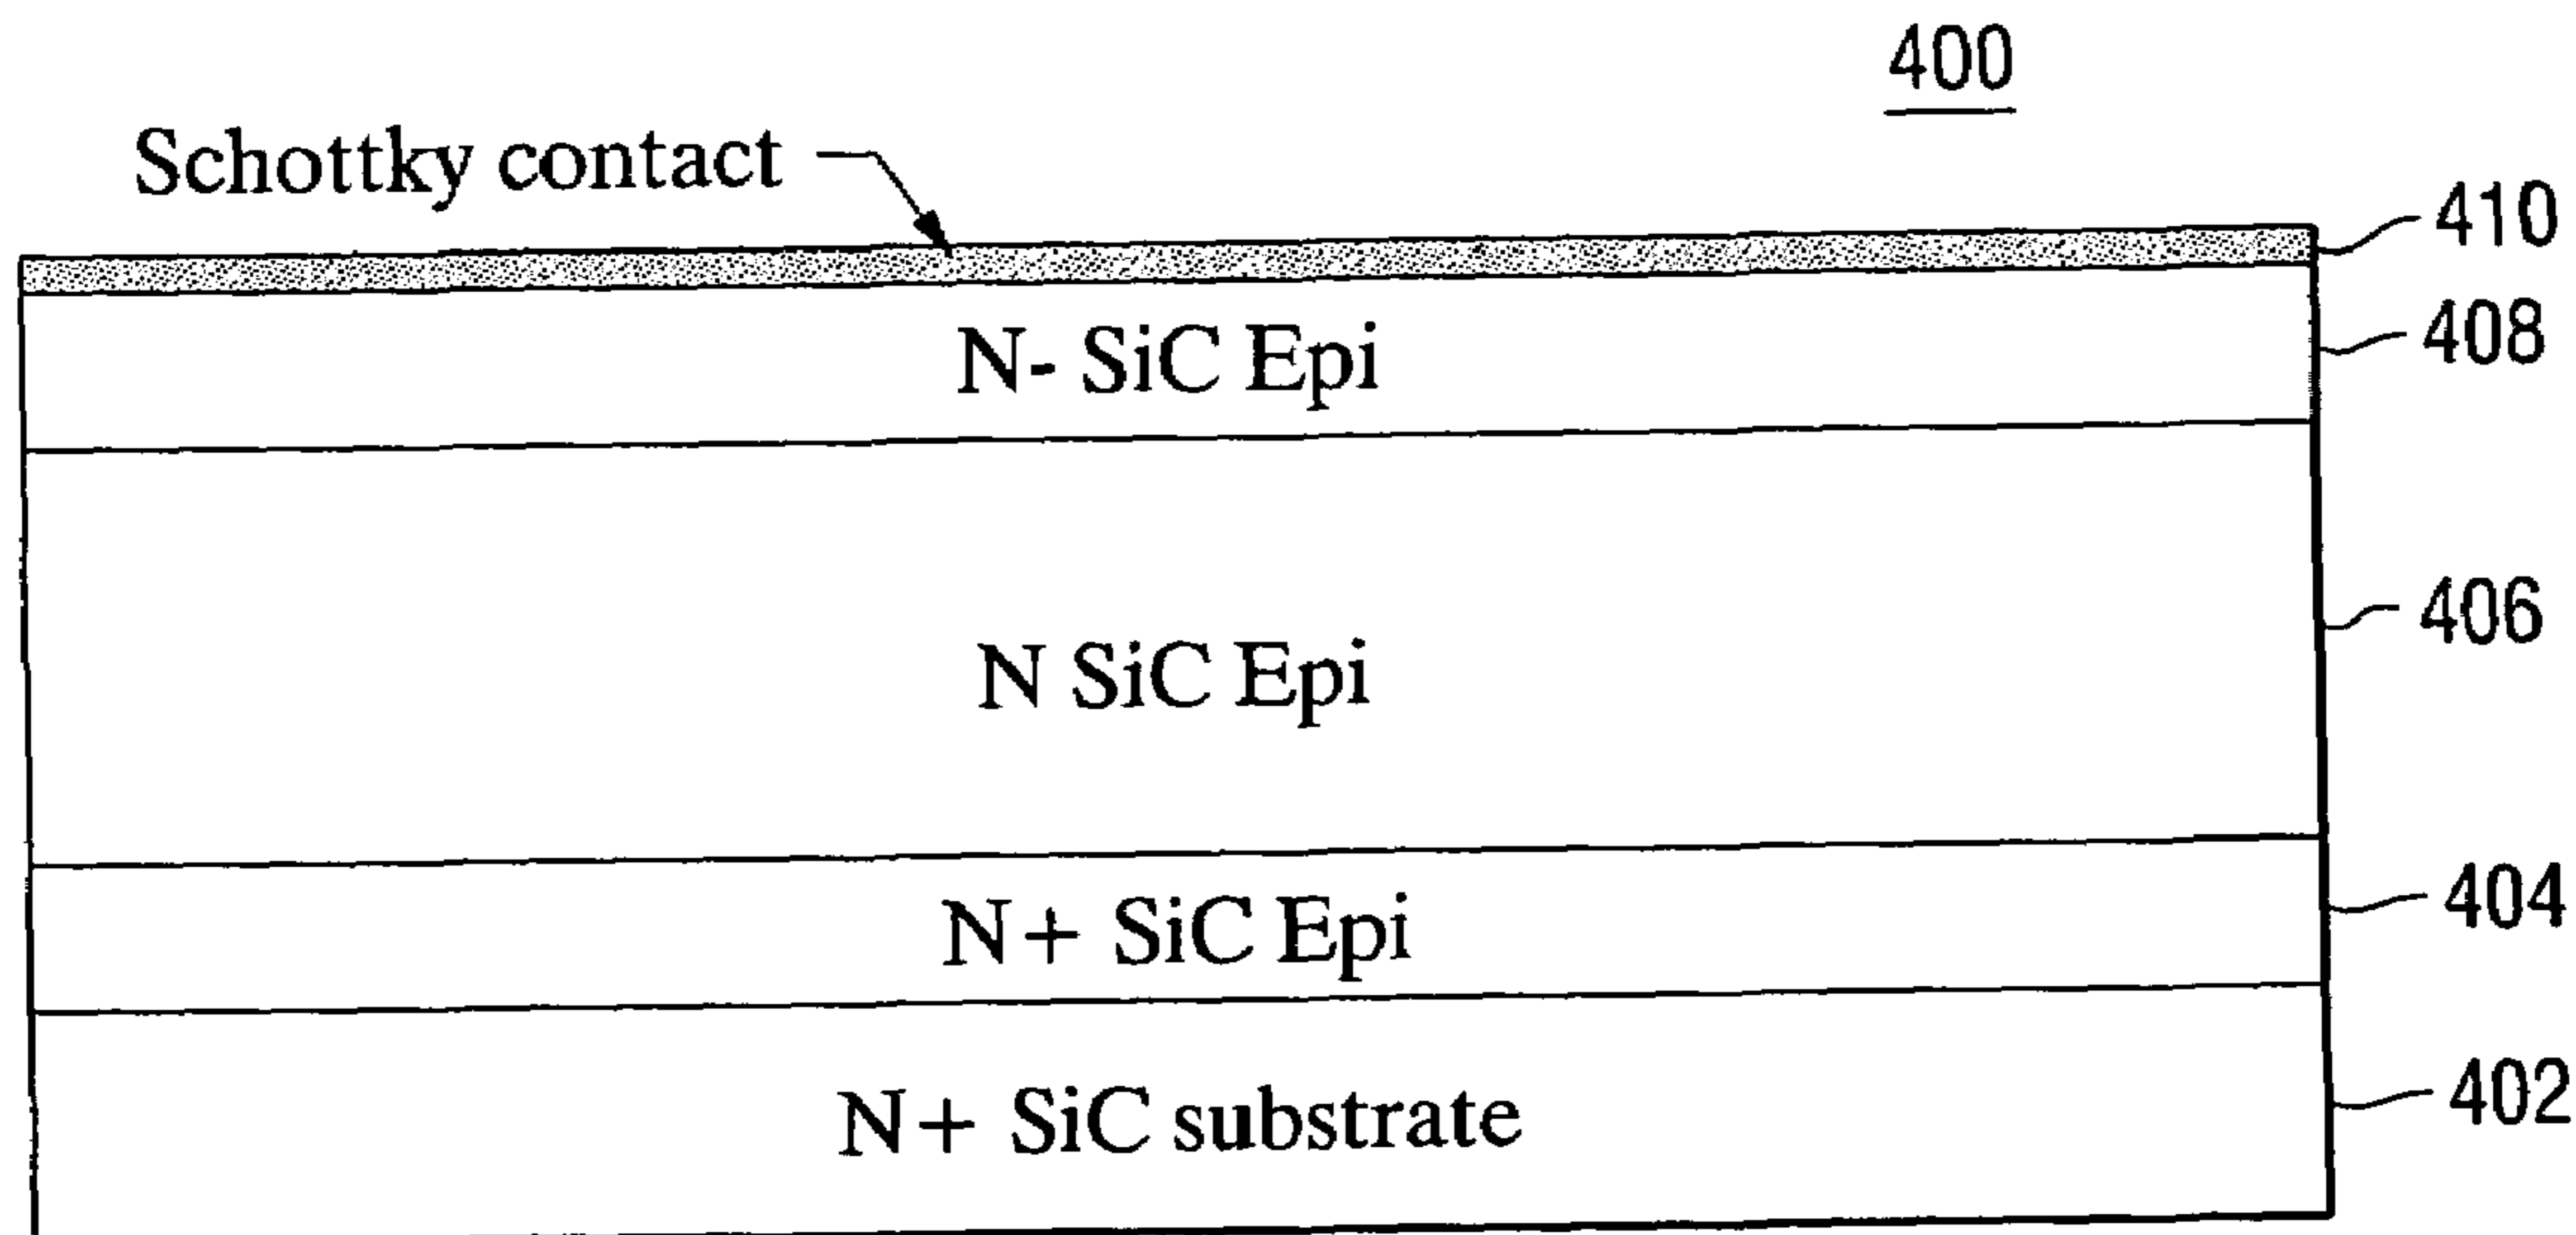 400
Schottky contact
410
N- SiC Epi
408
N SiC Epi
406
N+ SiC Epi
404
N+ SiC substrate
402